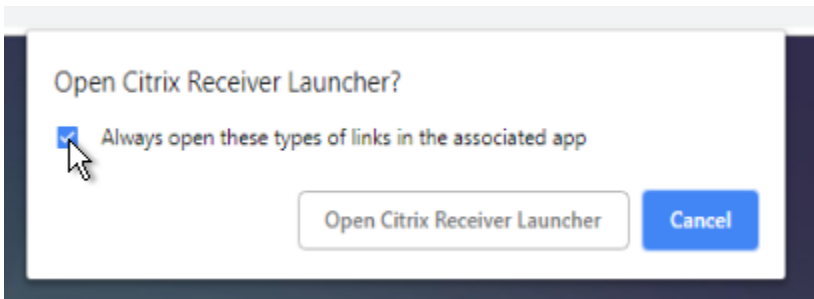 Open Citrix Receiver Launcher?
Always open these types of links in the associated app
Open Citrix Receiver Launcher
Cancel